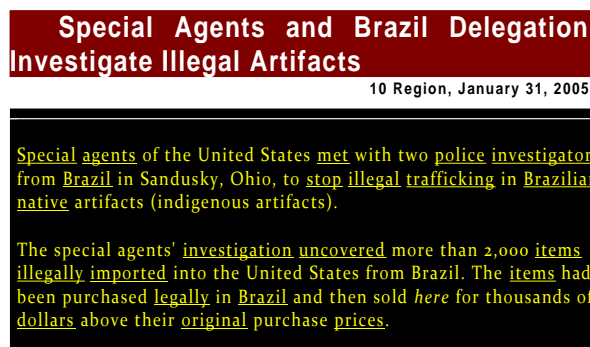 Special Agents and Brazil Delegation
Investigate Illegal Artifacts
10 Region, January 31, 2005
Special agents of the United States met with two police investigator
from Brazil in Sandusky, Ohio, to stop illegal trafficking in Brazilian
native artifacts (indigenous artifacts).
The special agents' investigation uncovered more than 2,000 items
illegally imported into the United States from Brazil. The items had
been purchased legally in Brazil and then sold here for thousands of
dollars above their original purchase prices.